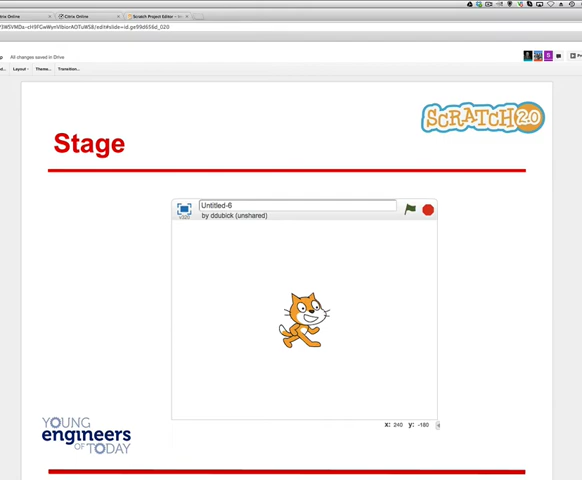 Citrix Online
Scratch Project Editor
All changes saved in Drive
Layout
Theme...
Transition...
SCRATCH 2.0
Stage
Untitled-6
by ddubick (unshared)
x: 240 y: -180
YOUNG
engineers
OF TODAY